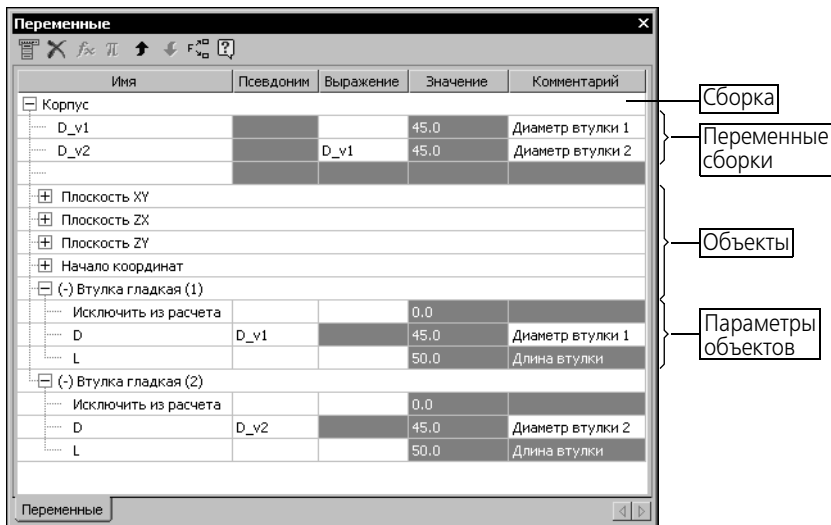 Переменные
Имя Псевдоним Выражение Значение Комментарий
Корпус
D_v1 45.0 Диаметр втулки 1
D_v2 D_v1 45.0 Диаметр втулки 2
Плоскость XY
Плоскость ZX
Плоскость ZY
Начало координат
(-) Втулка гладкая (1)
Исключить из расчета 0.0
D D_v1 45.0 Диаметр втулки 1
L 50.0 Длина втулки
(-) Втулка гладкая (2)
Исключить из расчета 0.0
D D_v2 45.0 Диаметр втулки 2
L 50.0 Длина втулки
Переменные
Сборка
Переменные
сборки
Объекты
Параметры
объектов